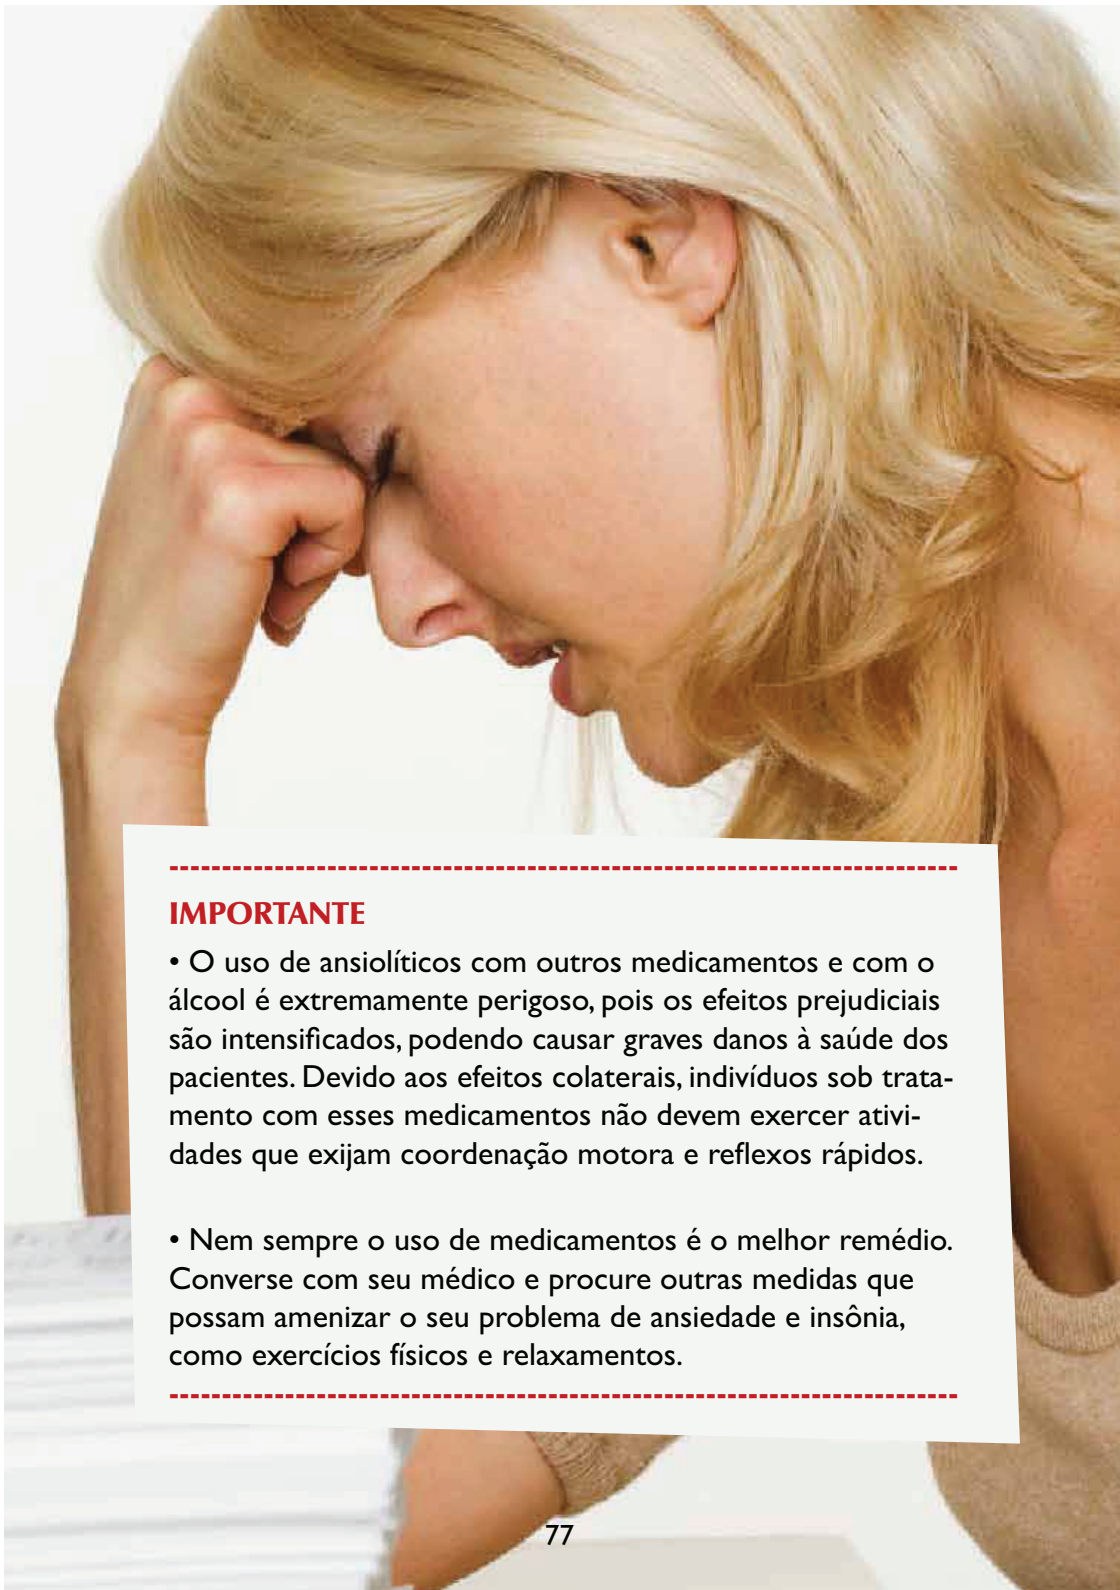 IMPORTANTE
• O uso de ansiolíticos com outros medicamentos e com o
álcool é extremamente perigoso, pois os efeitos prejudiciais
são intensificados, podendo causar graves danos à saúde dos
pacientes. Devido aos efeitos colaterais, indivíduos sob trata-
mento com esses medicamentos não devem exercer ativi-
dades que exijam coordenação motora e reflexos rápidos.
• Nem sempre o uso de medicamentos é o melhor remédio.
Converse com seu médico e procure outras medidas que
possam amenizar o seu problema de ansiedade e insônia,
como exercícios físicos e relaxamentos.
77